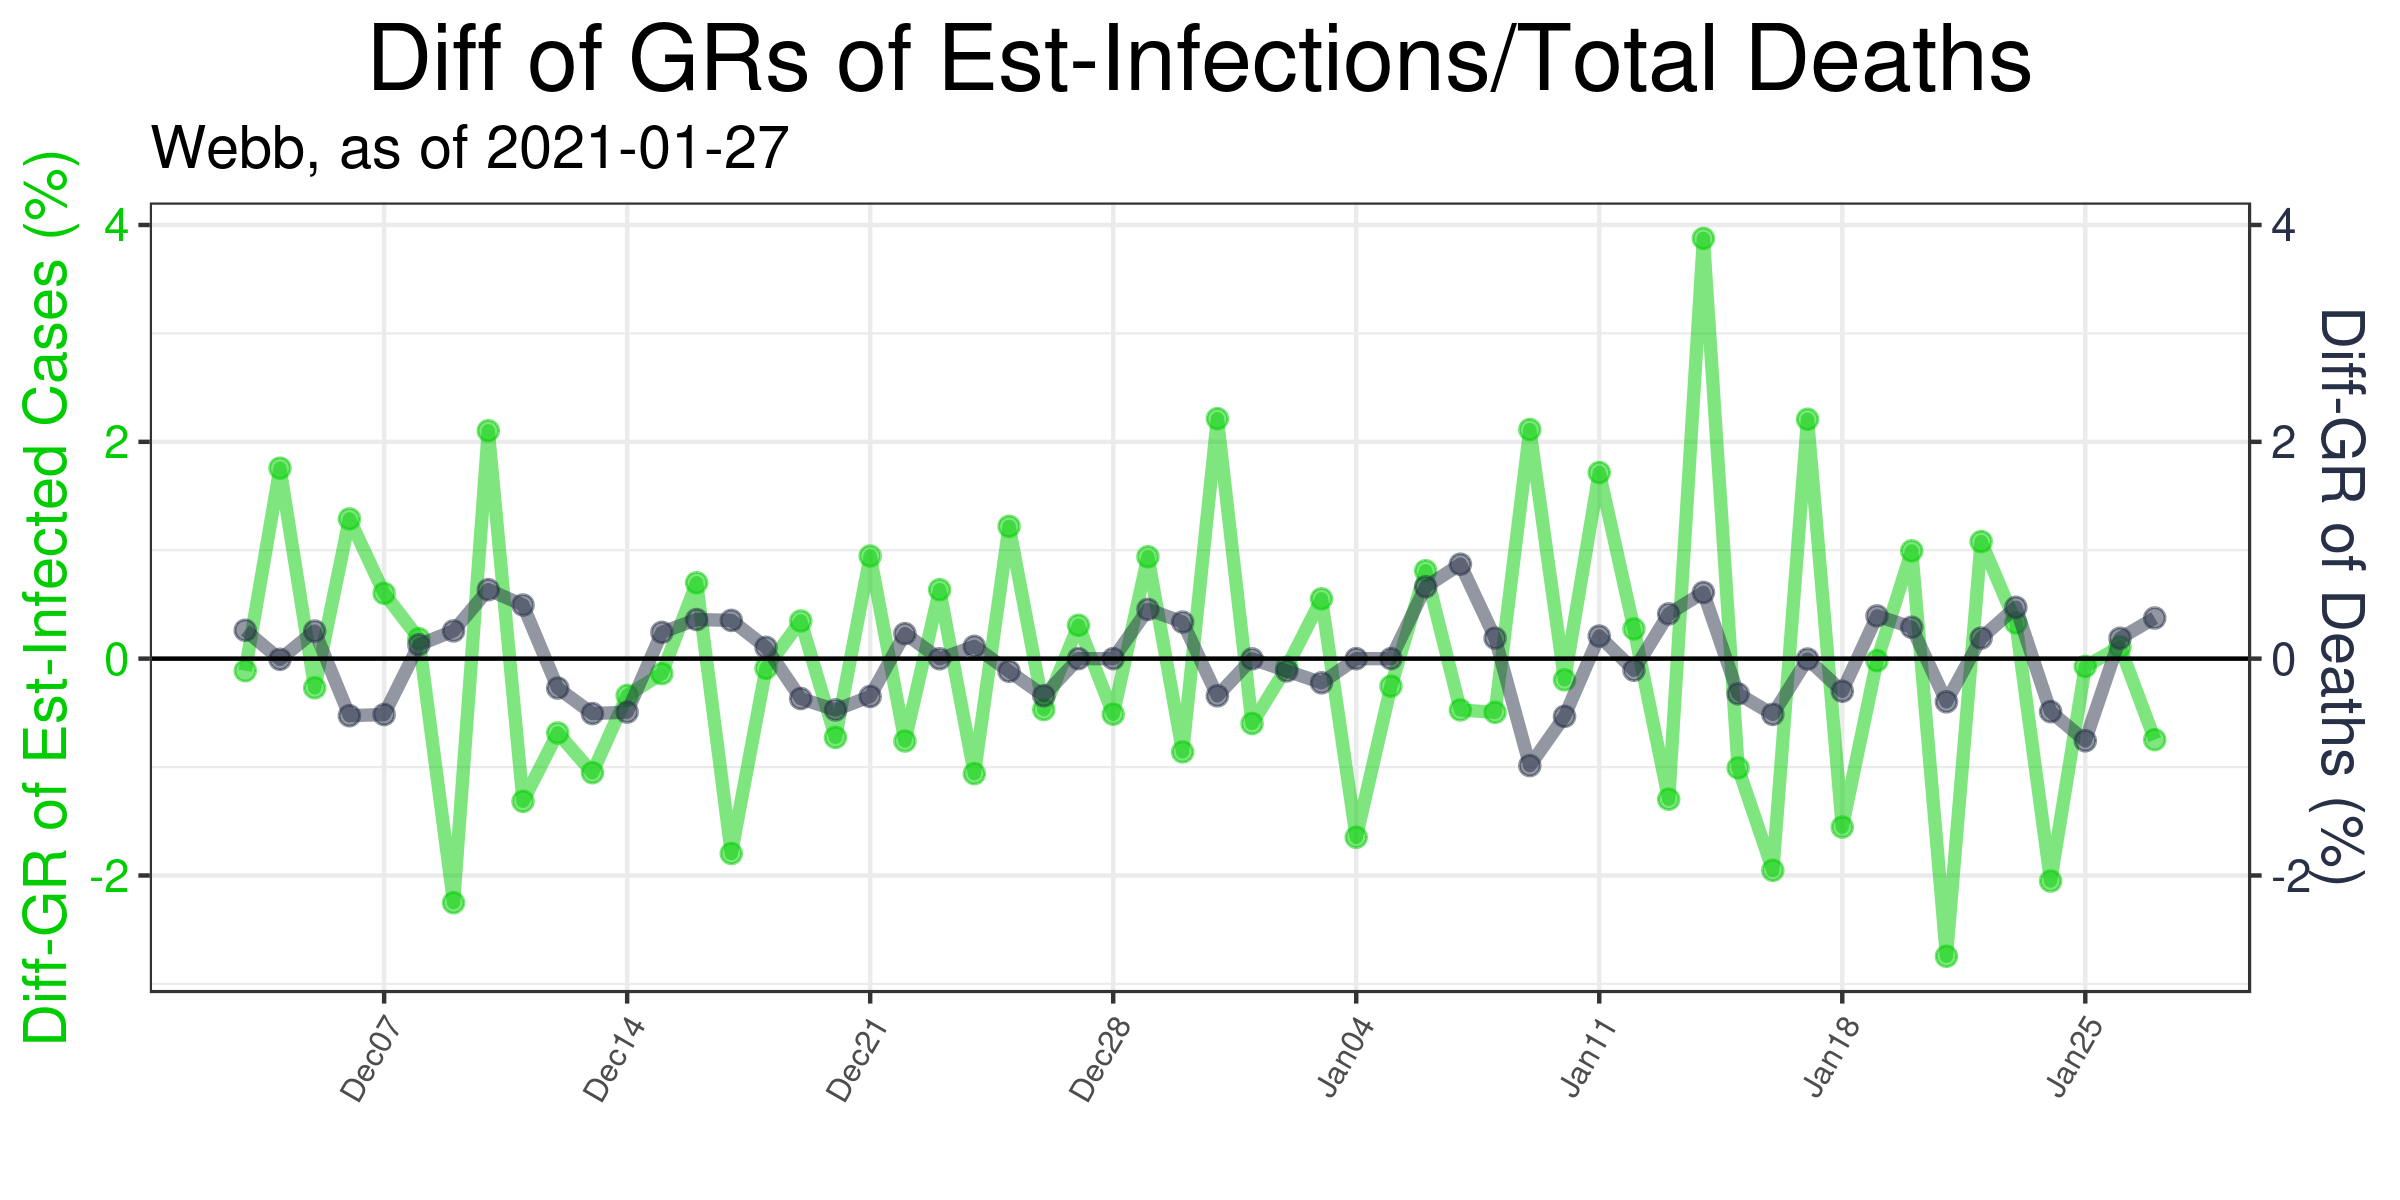 Diff of GRs of Est-Infections/Total Deaths
Webb, as of 2021-01-27
Diff-GR of Est-Infected Cases (%)
4
2
0
-2
4
2
0
-2
Diff-GR of Deaths (%)
Dec07
Dec14
Dec21
Dec28
Jan04
Jan11
Jan18
Jan25